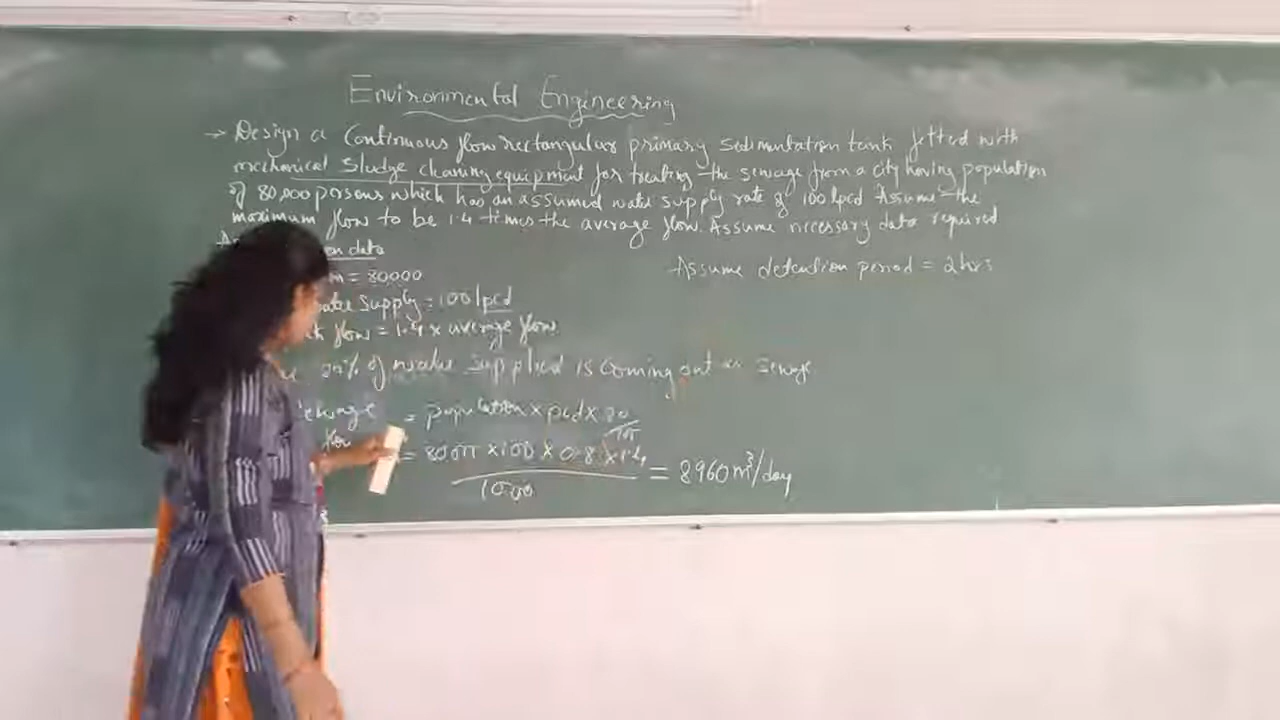 Environmental Engineering
→ Design a Continuous flow rectangular primary sedimentation tank fitted with
mechanical sludge cleaning equipment for treating the sewage from a city having population
of 80,000 persons which has an assumed water supply rate of 100 lpcd Assume the
maximum flow to be 1.4 times the average flow. Assume necessary data required
data
= 80,000
Assume detention period = 2hrs
supply = 100 lpcd
flow = 1.4 × average flow
% of water supplied is coming out as sewage
sewage = population × pcd ×
flow = × 100 × 0.8 × 1.4 / 1000 = 8960 m³/day